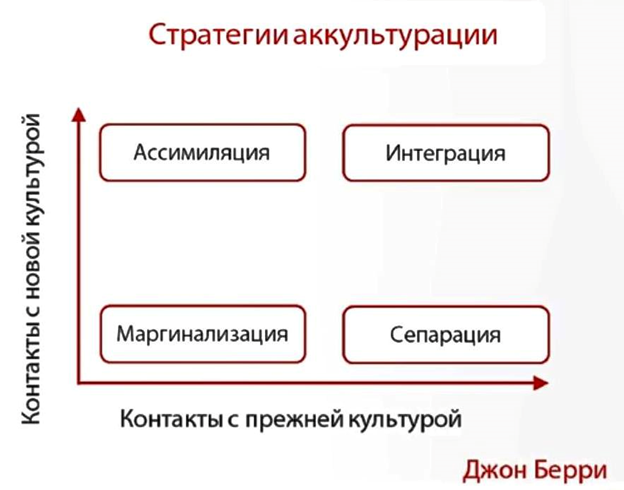 Стратегии аккультурации
Контакты с новой культурой
Ассимиляция
Интеграция
Маргинализация
Сепарация
Контакты с прежней культурой
Джон Берри